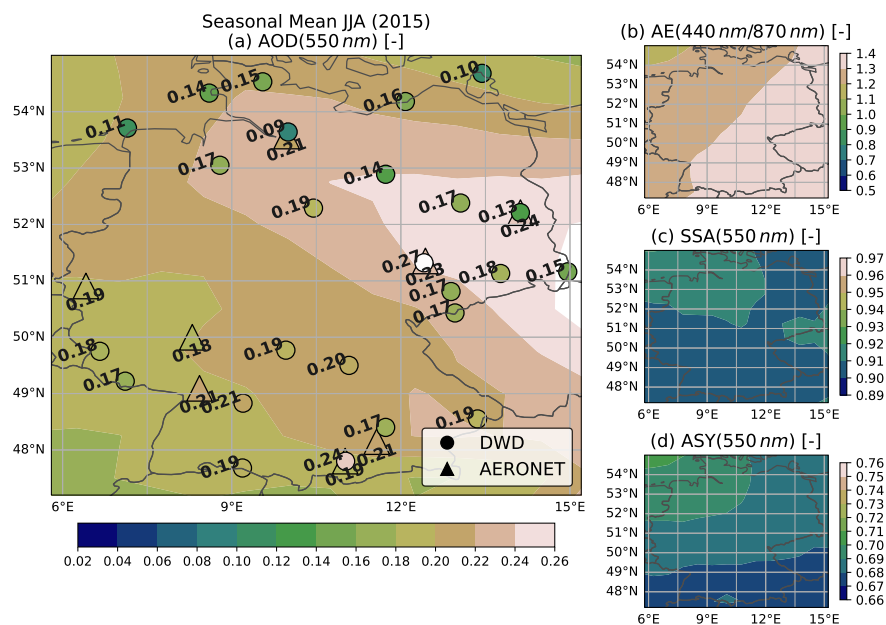 Seasonal Mean JJA (2015)
(a) AOD(550 nm) [-]
0.10
0.14
0.15
0.16
0.11
0.09
0.21
0.17
0.14
0.19
0.17
0.13
0.24
0.27
0.23
0.18
0.15
0.17
0.17
0.19
0.18
0.18
0.19
0.20
0.17
0.21
0.21
0.17
0.19
0.21
0.24
0.19
0.19
54°N
53°N
52°N
51°N
50°N
49°N
48°N
6°E
9°E
12°E
15°E
DWD
AERONET
0.02 0.04 0.06 0.08 0.10 0.12 0.14 0.16 0.18 0.20 0.22 0.24 0.26
(b) AE(440 nm/870 nm) [-]
54°N
53°N
52°N
51°N
50°N
49°N
48°N
6°E 9°E 12°E 15°E
1.4
1.3
1.2
1.1
1.0
0.9
0.8
0.7
0.6
0.5
(c) SSA(550 nm) [-]
54°N
53°N
52°N
51°N
50°N
49°N
48°N
6°E 9°E 12°E 15°E
0.97
0.96
0.95
0.94
0.93
0.92
0.91
0.90
0.89
(d) ASY(550 nm) [-]
54°N
53°N
52°N
51°N
50°N
49°N
48°N
6°E 9°E 12°E 15°E
0.76
0.75
0.74
0.73
0.72
0.71
0.70
0.69
0.68
0.67
0.66